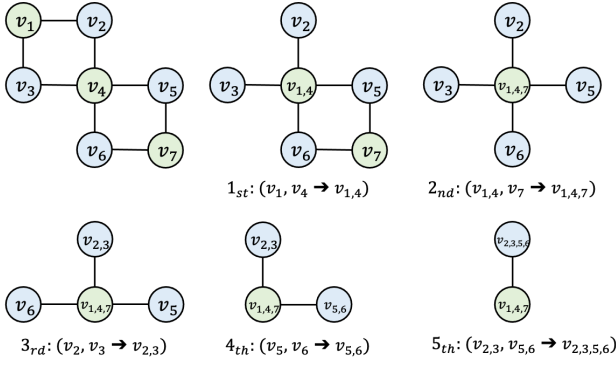 v₁ v₂ v₂ v₂
v₃ v₄ v₅ v₃ v₁,₄ v₅ v₃ v₁,₄,₇ v₅
v₆ v₇ v₆ v₇ v₆
1ₛₜ: (v₁, v₄ → v₁,₄) 2ₙd: (v₁,₄, v₇ → v₁,₄,₇)
v₂,₃ v₂,₃ v₂,₃,₅,₆
v₆ v₁,₄,₇ v₅ v₁,₄,₇ v₅,₆ v₁,₄,₇
3rd: (v₂, v₃ → v₂,₃) 4ₜₕ: (v₅, v₆ → v₅,₆) 5ₜₕ: (v₂,₃, v₅,₆ → v₂,₃,₅,₆)